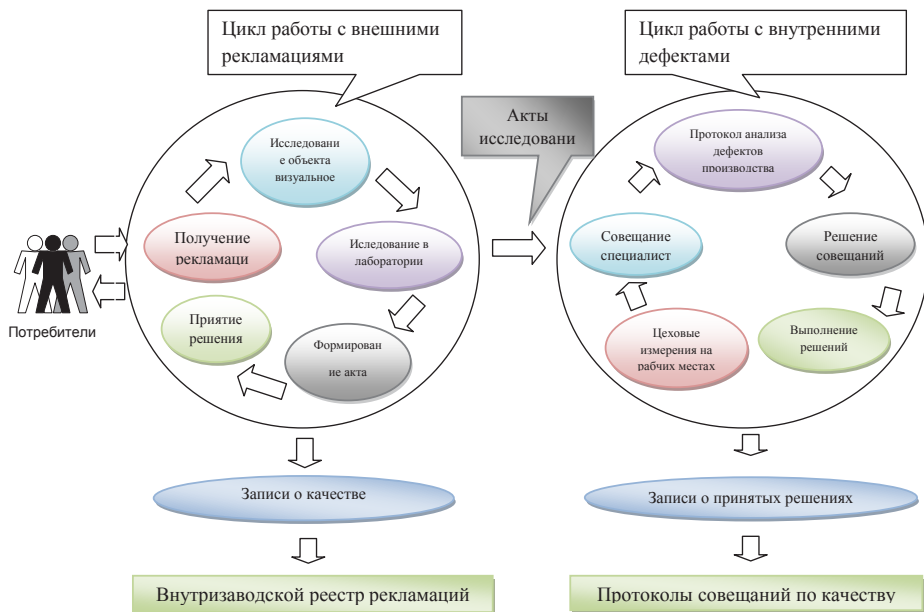 Цикл работы с внешними
рекламациями
Цикл работы с внутренними
дефектами
Акты
исследовани
Исследовани
е объекта
визуальное
Получение
рекламаци
Иследование в
лаборатории
Приятие
решения
Формирован
ие акта
Потребители
Протокол анализа
дефектов
производства
Совещание
специалист
Решение
совещаний
Цеховые
измерения на
рабчих местах
Выполнение
решений
Записи о качестве
Записи о принятых решениях
Внутризаводской реестр рекламаций
Протоколы совещаний по качеству